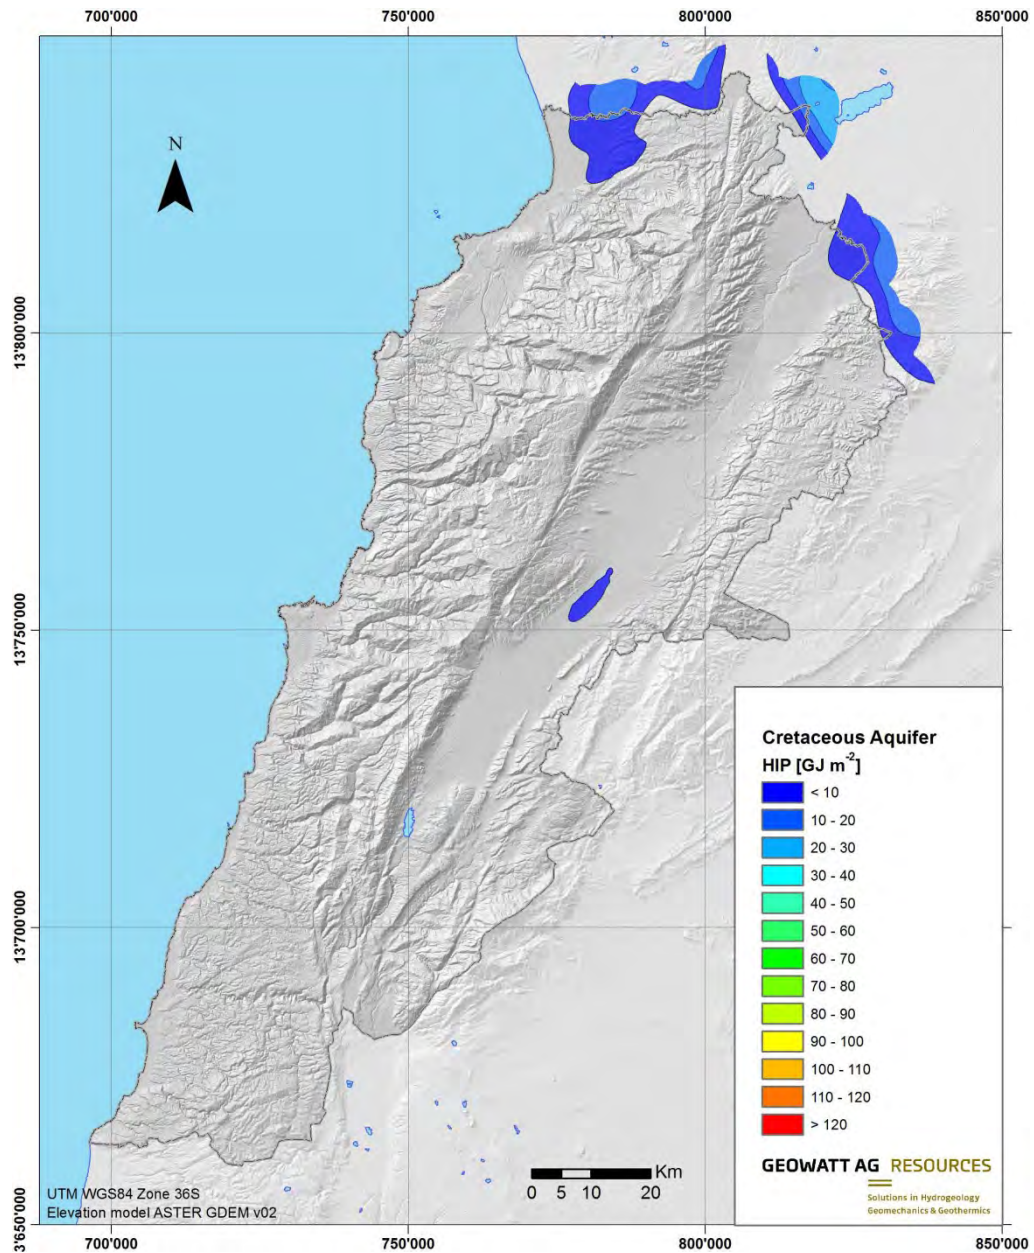 700'000
750'000
800'000
850'000
N
13'800'000
13'750'000
13'700'000
3'650'000
Cretaceous Aquifer
HIP [GJ m⁻²]
< 10
10 - 20
20 - 30
30 - 40
40 - 50
50 - 60
60 - 70
70 - 80
80 - 90
90 - 100
100 - 110
110 - 120
> 120
GEOWATT AG RESOURCES
Solutions in Hydrogeology
Geomechanics & Geothermics
Km
0 5 10 20
UTM WGS84 Zone 36S
Elevation model ASTER GDEM v02
700'000
750'000
800'000
850'000